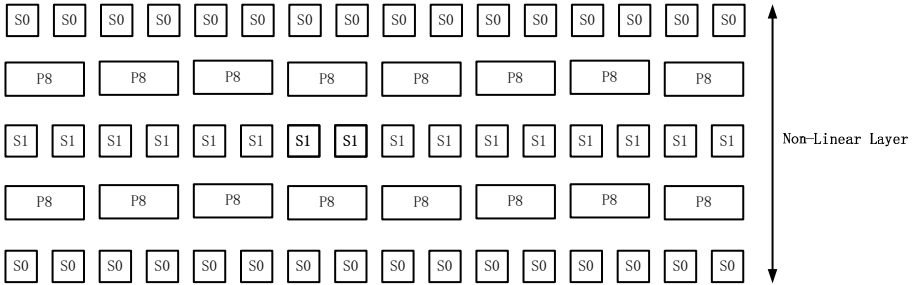 S0 S0 S0 S0 S0 S0 S0 S0 S0 S0 S0 S0 S0 S0 S0 S0
P8 P8 P8 P8 P8 P8 P8 P8
S1 S1 S1 S1 S1 S1 S1 S1 S1 S1 S1 S1 S1 S1 S1 S1
Non-Linear Layer
P8 P8 P8 P8 P8 P8 P8 P8
S0 S0 S0 S0 S0 S0 S0 S0 S0 S0 S0 S0 S0 S0 S0 S0